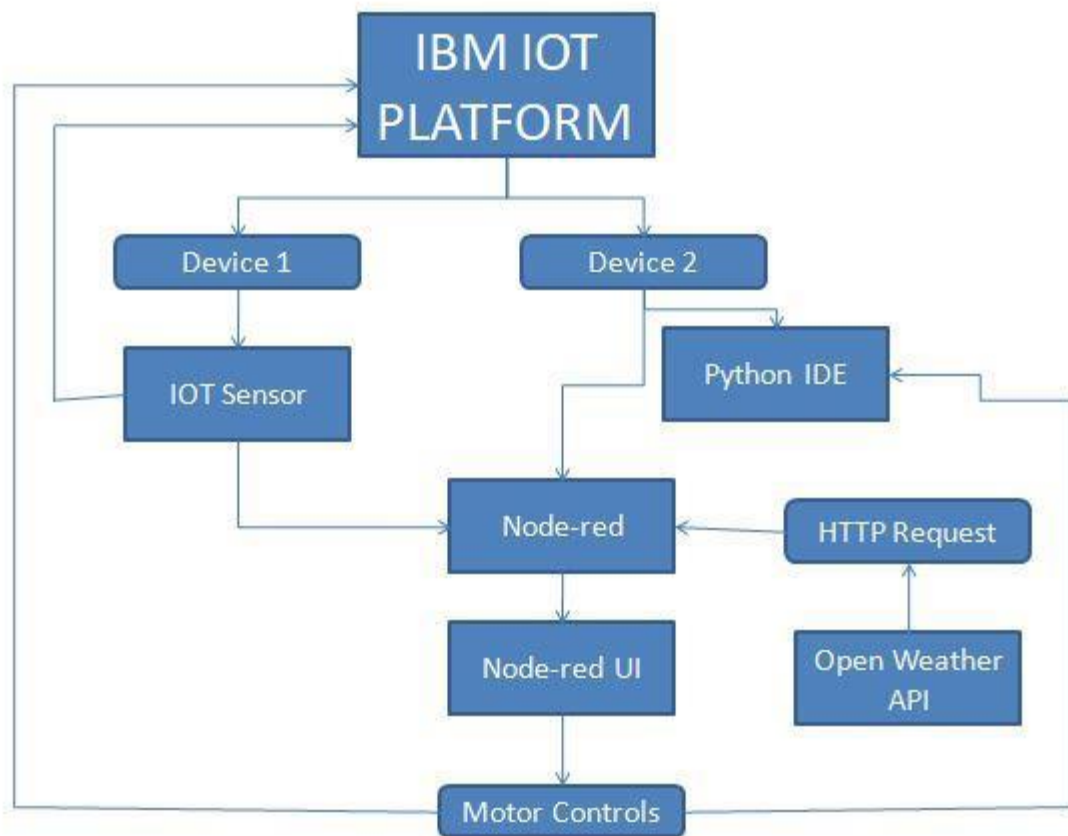 IBM IOT
PLATFORM
Device 1
Device 2
IOT Sensor
Python IDE
Node-red
HTTP Request
Node-red UI
Open Weather
API
Motor Controls